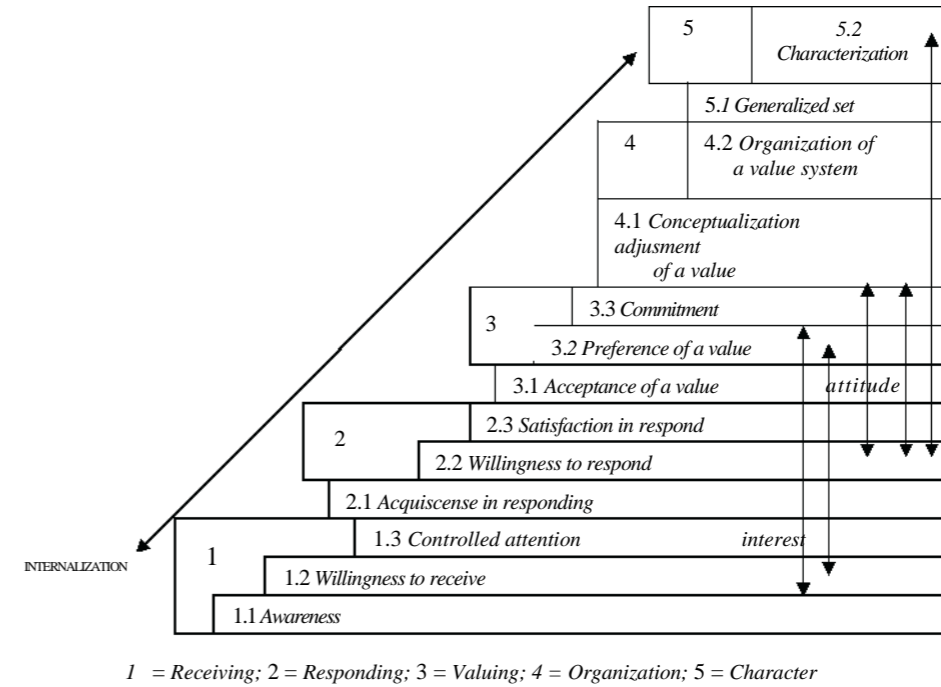 5
5.2
Characterization
5.1 Generalized set
4
4.2 Organization of
a value system
4.1 Conceptualization
adjusment
of a value
3
3.3 Commitment
3.2 Preference of a value
3.1 Acceptance of a value
attitude
2
2.3 Satisfaction in respond
2.2 Willingness to respond
2.1 Acquiscense in responding
1
1.3 Controlled attention
interest
INTERNALIZATION
1.2 Willingness to receive
1.1 Awareness
1 = Receiving; 2 = Responding; 3 = Valuing; 4 = Organization; 5 = Character